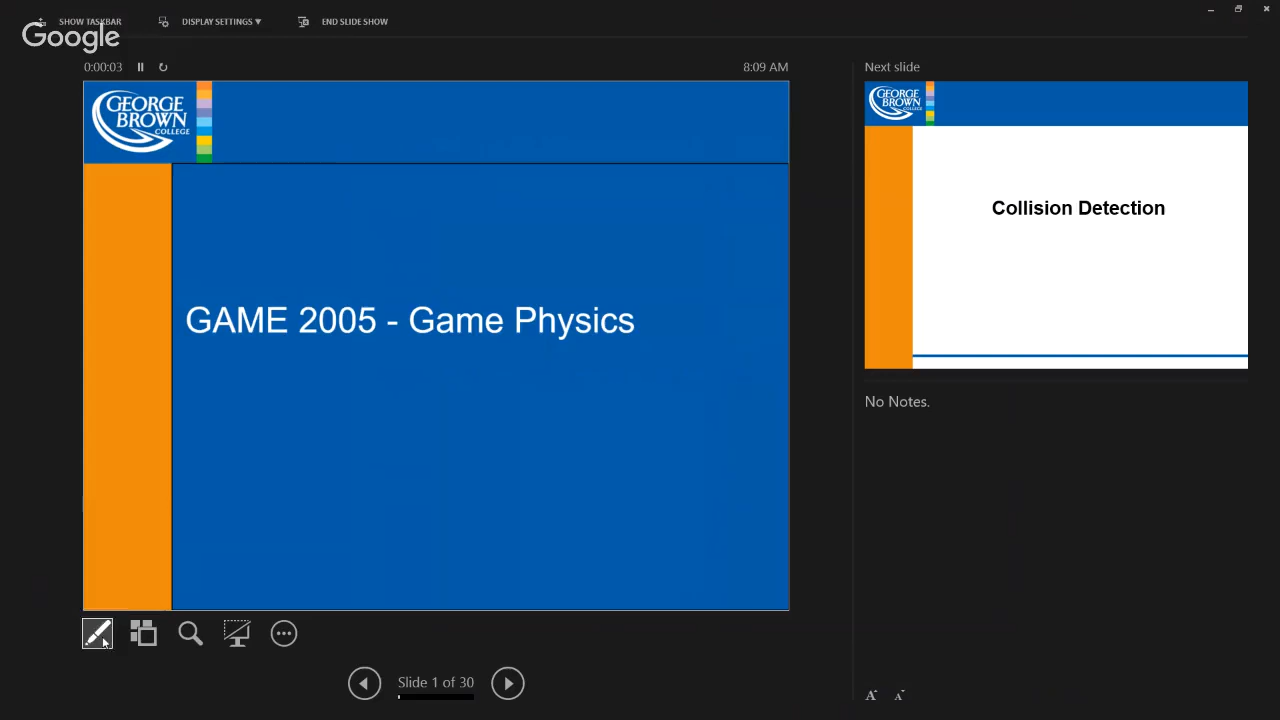 SHOW TASKBAR
DISPLAY SETTINGS ▾
END SLIDE SHOW
Google
0:00:03
8:09 AM
Next slide
GEORGE
BROWN
COLLEGE
GEORGE
BROWN
COLLEGE
Collision Detection
GAME 2005 - Game Physics
No Notes.
Slide 1 of 30
A A